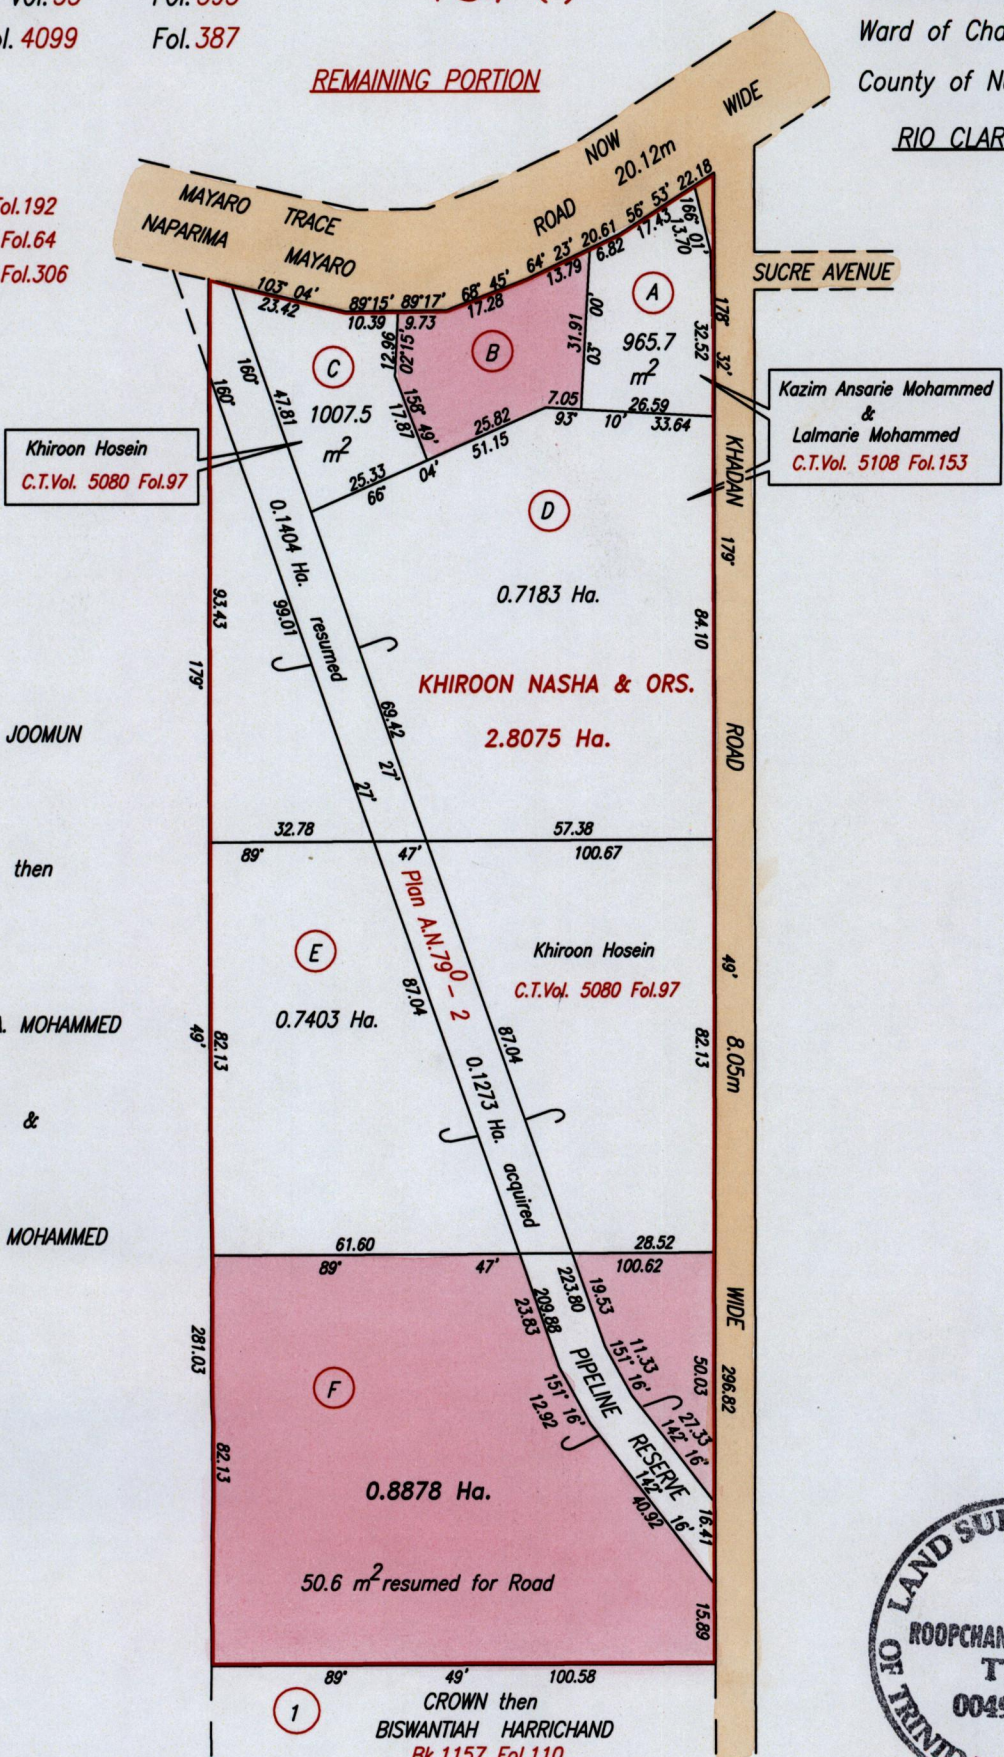 Fol. 387
4099
REMAINING PORTION
Ward of
County of
Fol.192
Fol.64
Fol.306
MAYARO TRACE
NAPARIMA MAYARO
ROAD
NOW
20.12m
WIDE
SUCRE AVENUE
103° 04'
23.42
89°15'
10.39
89°17'
9.73
68° 45'
17.28
64° 23'
13.79
20.61
6.82
56° 53'
17.43
22.18
166° 01'
13.70
178° 32'
32.52
A
965.7
m2
B
C
1007.5
m2
12.96
02°15'
158° 49'
17.87
31.91
03° 00'
7.05
93° 10'
26.59
33.64
25.82
51.15
25.33
66° 04'
160°
160°
47.81
Khiroon Hosein
C.T.Vol. 5080 Fol.97
Kazim Ansarie Mohammed
&
Lalmarie Mohammed
C.T.Vol. 5108 Fol.153
D
0.7183 Ha.
0.1404 Ha. resumed
99.01
93.43
179°
69.42
27'
27'
KHIROON NASHA & ORS.
2.8075 Ha.
KHADAN
179°
84.10
ROAD
JOOMUN
then
A. MOHAMMED
&
MOHAMMED
32.78
89° 47'
57.38
100.67
Plan A.N.79⁰ - 2
E
0.7403 Ha.
Khiroon Hosein
C.T.Vol. 5080 Fol.97
87.04
87.04
0.1273 Ha. acquired
49'
82.13
49'
82.13
8.05m
61.60
89° 47'
28.52
100.62
223.80
19.53
209.88
23.83
11.33
151° 16'
151° 16'
12.92
27.33
142° 16'
PIPELINE RESERVE
142° 16'
40.92
50.03
16.41
15.89
WIDE
296.82
281.03
82.13
F
0.8878 Ha.
50.6 m2 resumed for Road
89° 49' 100.58
1
CROWN then
BISWANTIAH HARRICHAND
Bk.1157 Fol.110
LAND
OF